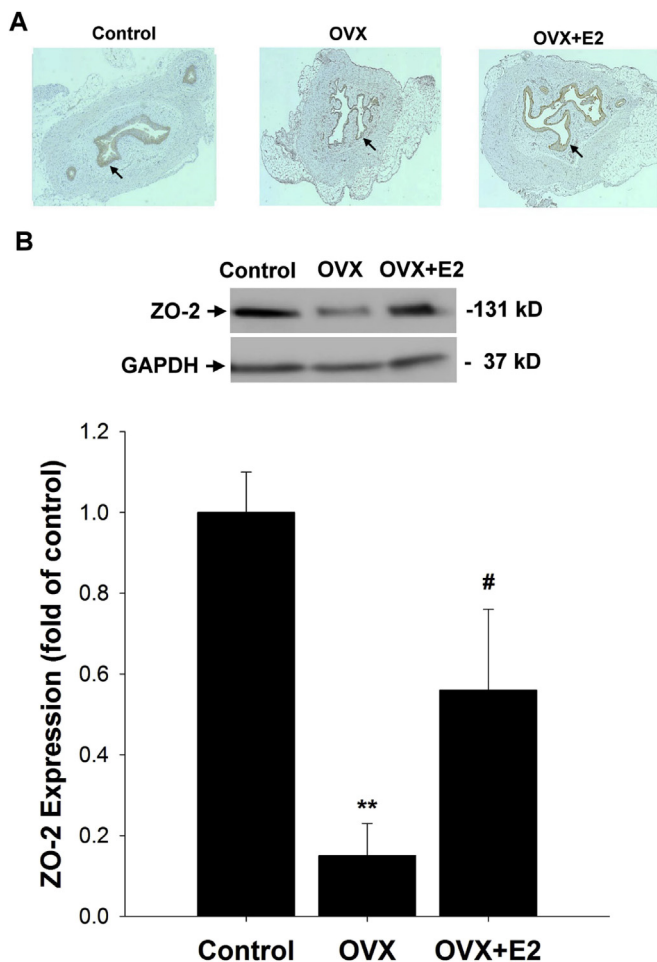 A
Control OVX OVX+E2
B
Control OVX OVX+E2
ZO-2 -131 kD
GAPDH - 37 kD
ZO-2 Expression (fold of control)
1.2
1.0
0.8
0.6
0.4
0.2
0.0
**
#
Control OVX OVX+E2